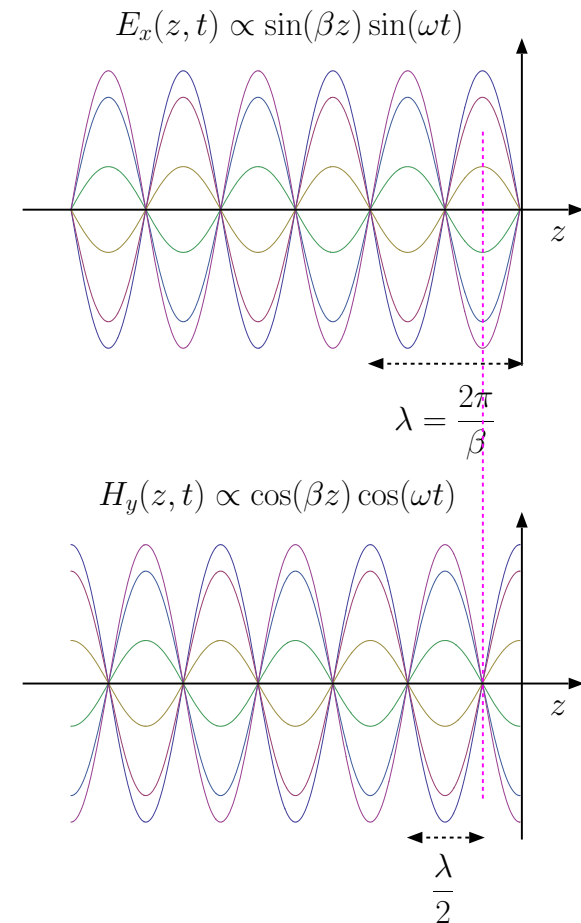 E_x(z, t) ∝ sin(βz) sin(ωt)
z
λ = 2π/β
H_y(z, t) ∝ cos(βz) cos(ωt)
z
λ/2